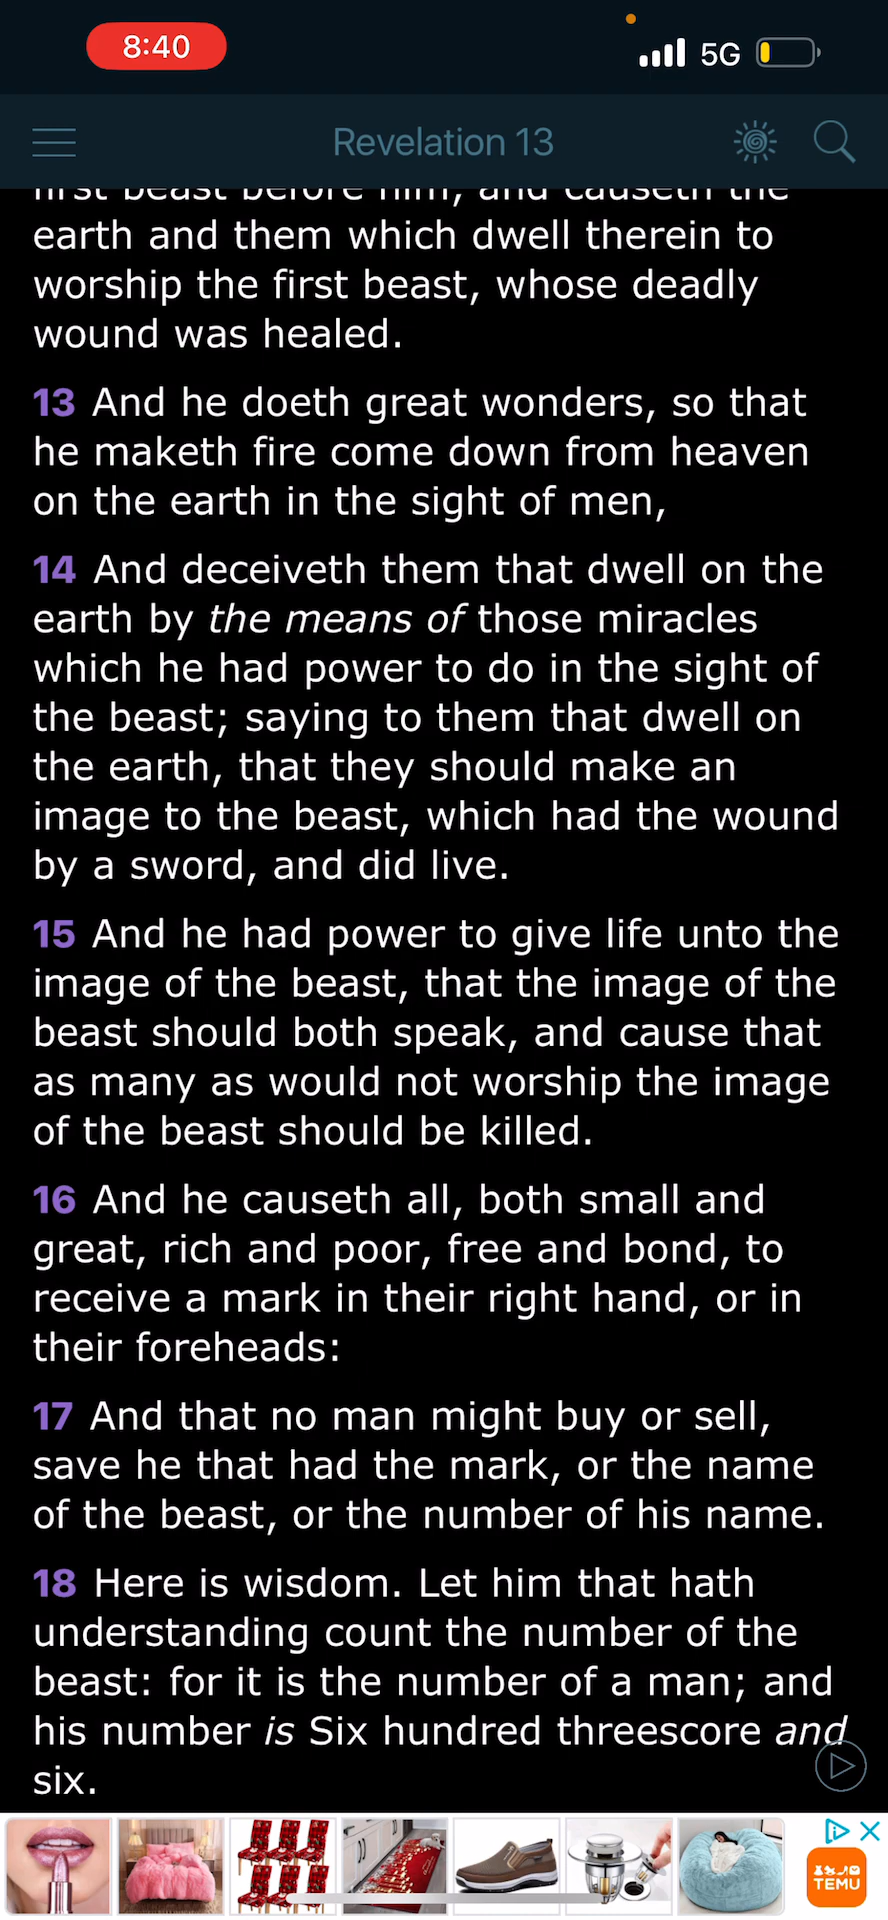 8:40
5G
Revelation 13
first beast before him, and causeth the
earth and them which dwell therein to
worship the first beast, whose deadly
wound was healed.
13 And he doeth great wonders, so that
he maketh fire come down from heaven
on the earth in the sight of men,
14 And deceiveth them that dwell on the
earth by the means of those miracles
which he had power to do in the sight of
the beast; saying to them that dwell on
the earth, that they should make an
image to the beast, which had the wound
by a sword, and did live.
15 And he had power to give life unto the
image of the beast, that the image of the
beast should both speak, and cause that
as many as would not worship the image
of the beast should be killed.
16 And he causeth all, both small and
great, rich and poor, free and bond, to
receive a mark in their right hand, or in
their foreheads:
17 And that no man might buy or sell,
save he that had the mark, or the name
of the beast, or the number of his name.
18 Here is wisdom. Let him that hath
understanding count the number of the
beast: for it is the number of a man; and
his number is Six hundred threescore and
six.
TEMU